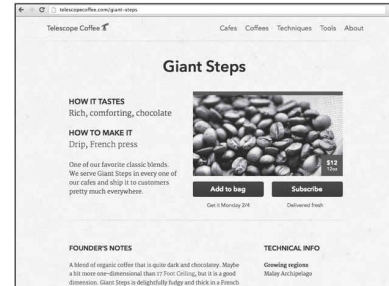 telescopecoffee.com/giant-steps
Telescope Coffee
Cafes Coffees Techniques Tools About
Giant Steps
HOW IT TASTES
Rich, comforting, chocolate
HOW TO MAKE IT
Drip, French press
One of our favorite classic blends.
We serve Giant Steps in every one of
our cafes and ship it to customers
pretty much everywhere.
$12
12oz
Add to bag
Subscribe
Get it Monday 2/4
Delivered fresh
FOUNDER'S NOTES
A blend of organic coffee that is quite dark and chocolatey. Maybe
a bit more one-dimensional than 17 Foot Ceiling, but it is a good
dimension. Giant Steps is delightfully fudgy and thick in a French
TECHNICAL INFO
Growing regions
Malay Archipelago